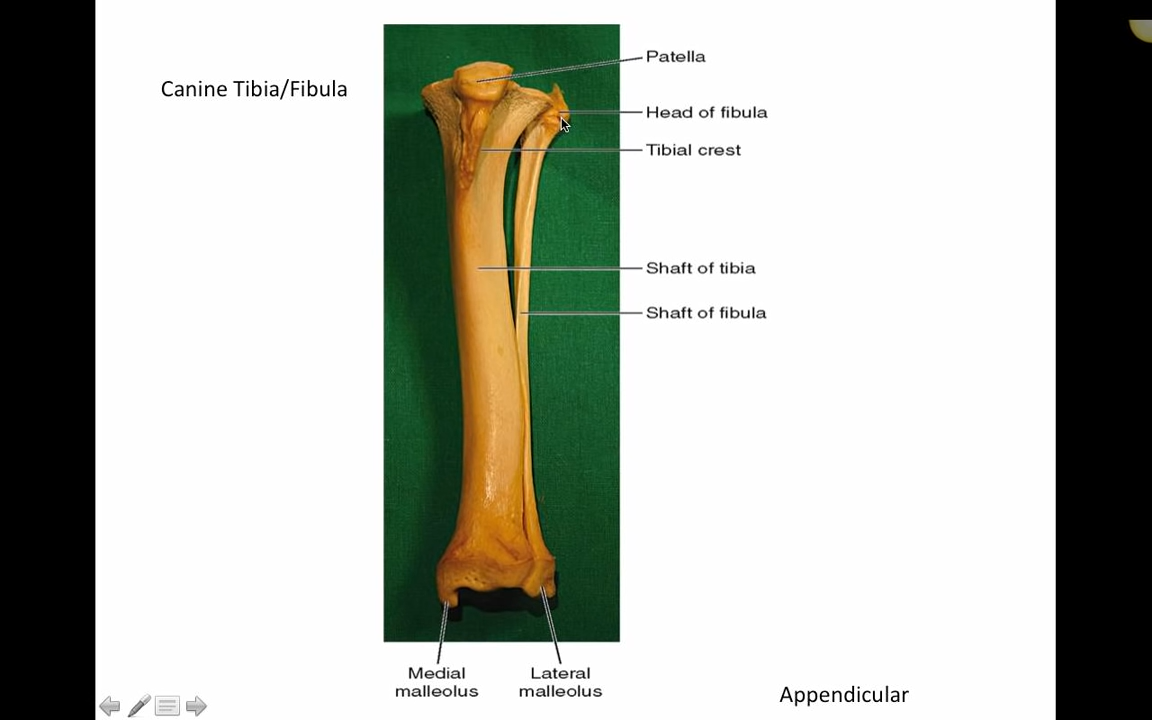 Canine Tibia/Fibula
Patella
Head of fibula
Tibial crest
Shaft of tibia
Shaft of fibula
Medial
malleolus
Lateral
malleolus
Appendicular